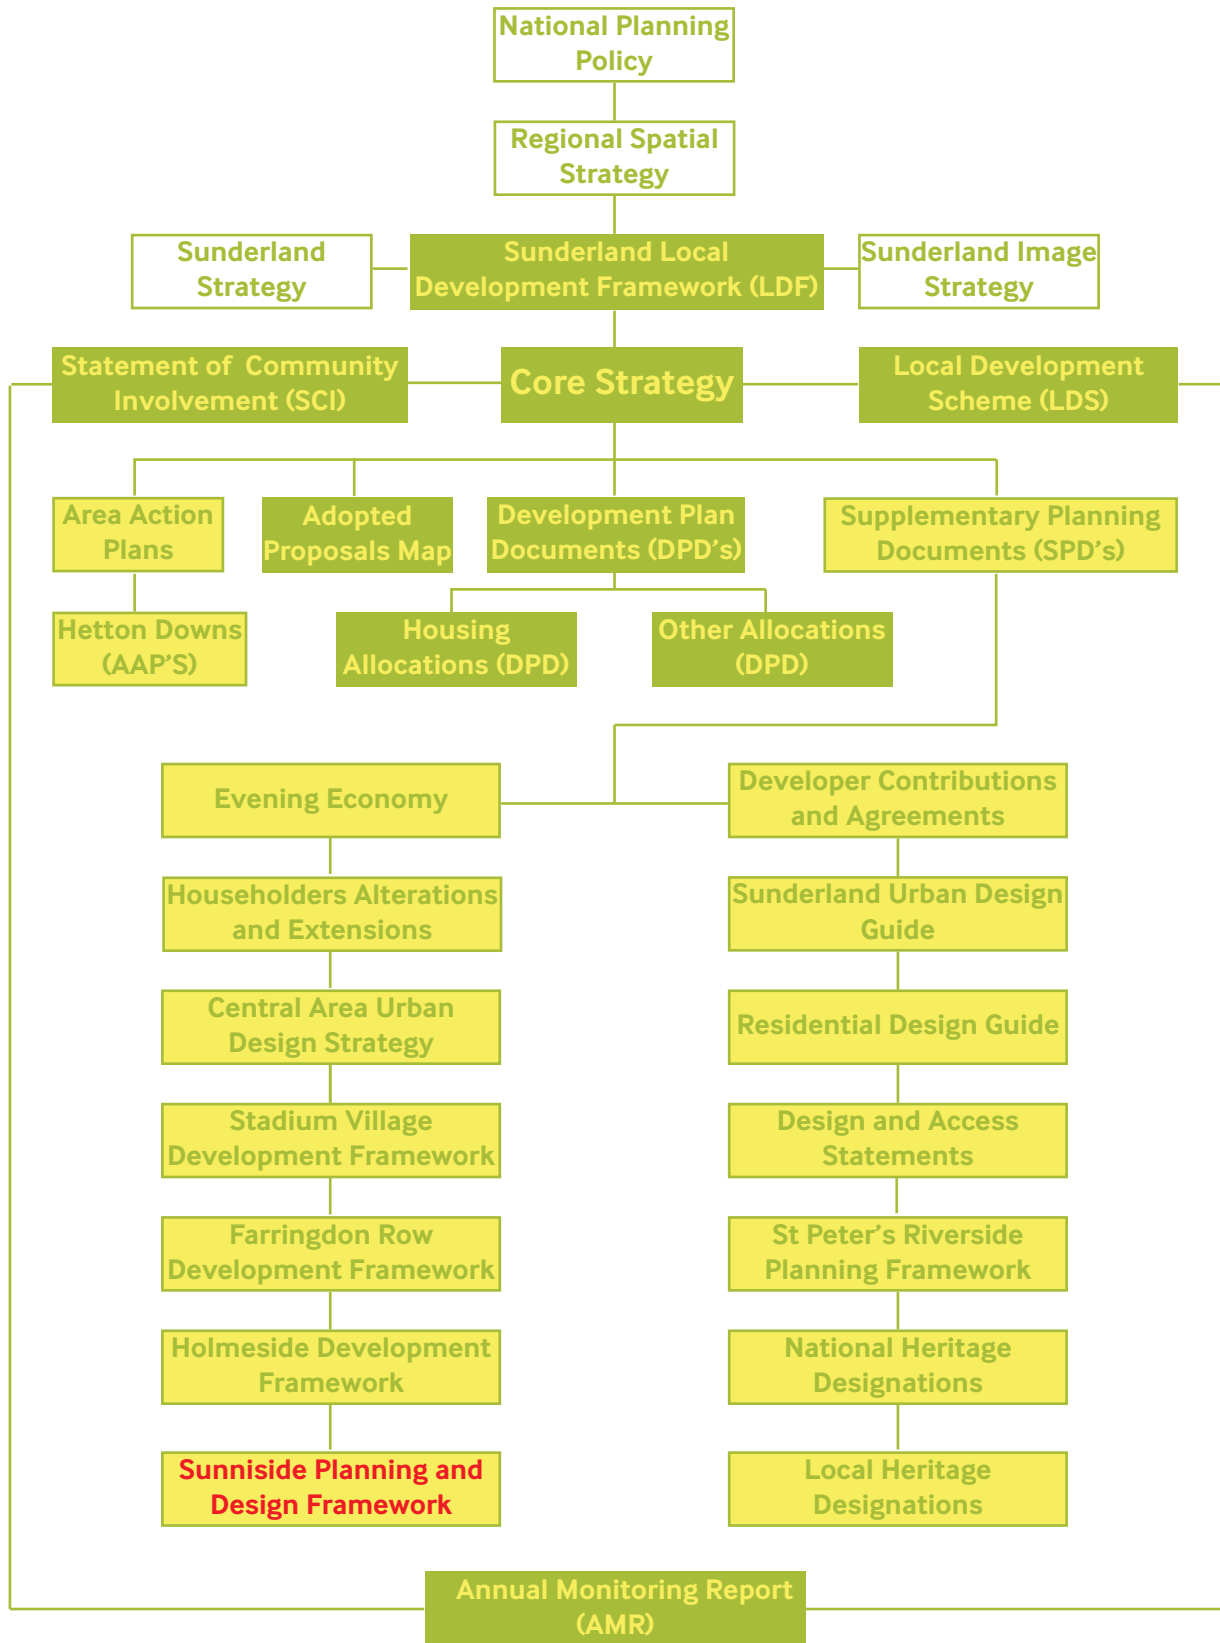 National Planning
Policy
Regional Spatial
Strategy
Sunderland
Strategy
Sunderland Local
Development Framework (LDF)
Sunderland Image
Strategy
Statement of Community
Involvement (SCI)
Core Strategy
Local Development
Scheme (LDS)
Area Action
Plans
Adopted
Proposals Map
Development Plan
Documents (DPD's)
Supplementary Planning
Documents (SPD's)
Hetton Downs
(AAP'S)
Housing
Allocations (DPD)
Other Allocations
(DPD)
Evening Economy
Developer Contributions
and Agreements
Householders Alterations
and Extensions
Sunderland Urban Design
Guide
Central Area Urban
Design Strategy
Residential Design Guide
Stadium Village
Development Framework
Design and Access
Statements
Farringdon Row
Development Framework
St Peter's Riverside
Planning Framework
Holmeside Development
Framework
National Heritage
Designations
Sunniside Planning and
Design Framework
Local Heritage
Designations
Annual Monitoring Report
(AMR)